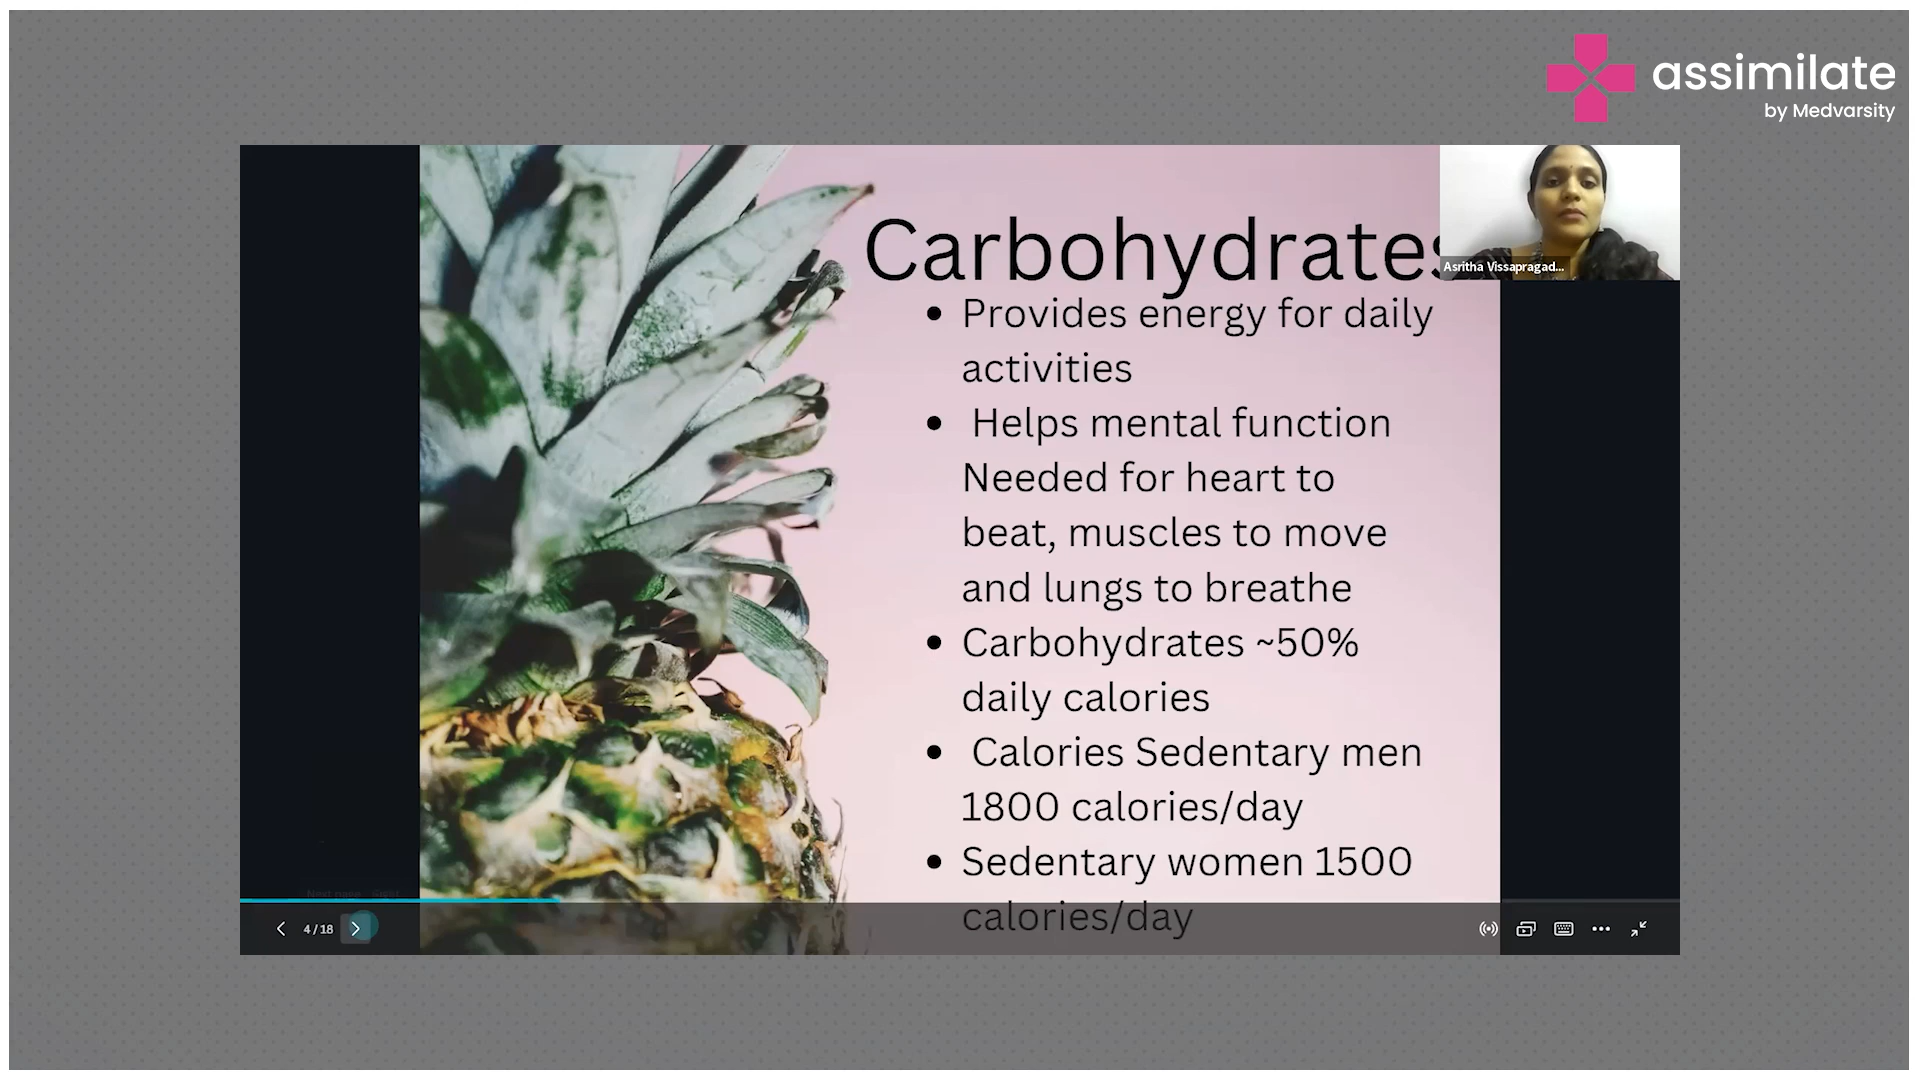 assimilate
by Medvarsity
Carbohydrates
Asritha Vissapragad...
• Provides energy for daily
activities
• Helps mental function
Needed for heart to
beat, muscles to move
and lungs to breathe
• Carbohydrates ~50%
daily calories
• Calories Sedentary men
1800 calories/day
• Sedentary women 1500
calories/day
Next page
4 / 18